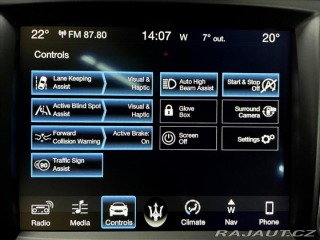 22°
FM 87.80
14:07
W
7° out.
20°
Controls
Lane Keeping
Assist
Visual &
Haptic
Auto High
Beam Assist
Start & Stop
Off
Active Blind Spot
Assist
Visual &
Haptic
Glove
Box
Surround
Camera
Forward
Collision Warning
Active Brake:
On
Screen
Off
Settings
90
Traffic Sign
Assist
Radio
Media
Controls
Climate
W
Nav
Phone
RAJAUT.CZ